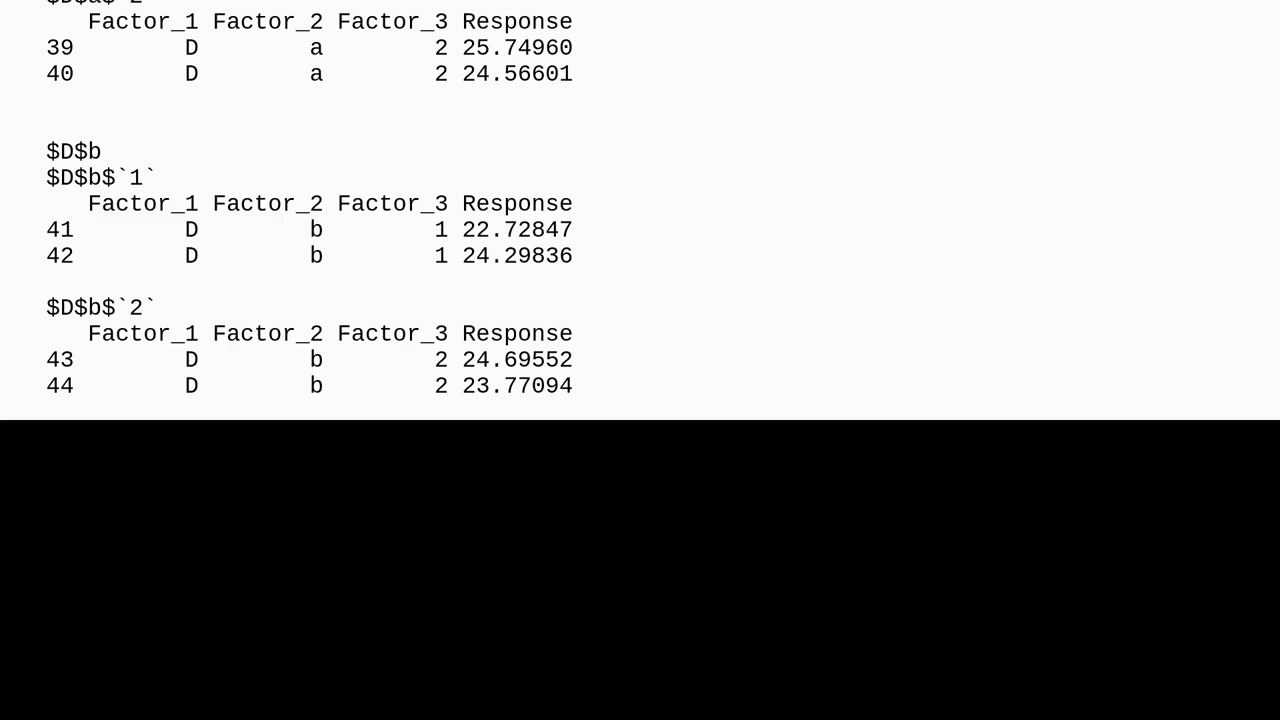 $D$a$`2`
   Factor_1 Factor_2 Factor_3 Response
39        D        a        2 25.74960
40        D        a        2 24.56601
$D$b
$D$b$`1`
   Factor_1 Factor_2 Factor_3 Response
41        D        b        1 22.72847
42        D        b        1 24.29836
$D$b$`2`
   Factor_1 Factor_2 Factor_3 Response
43        D        b        2 24.69552
44        D        b        2 23.77094